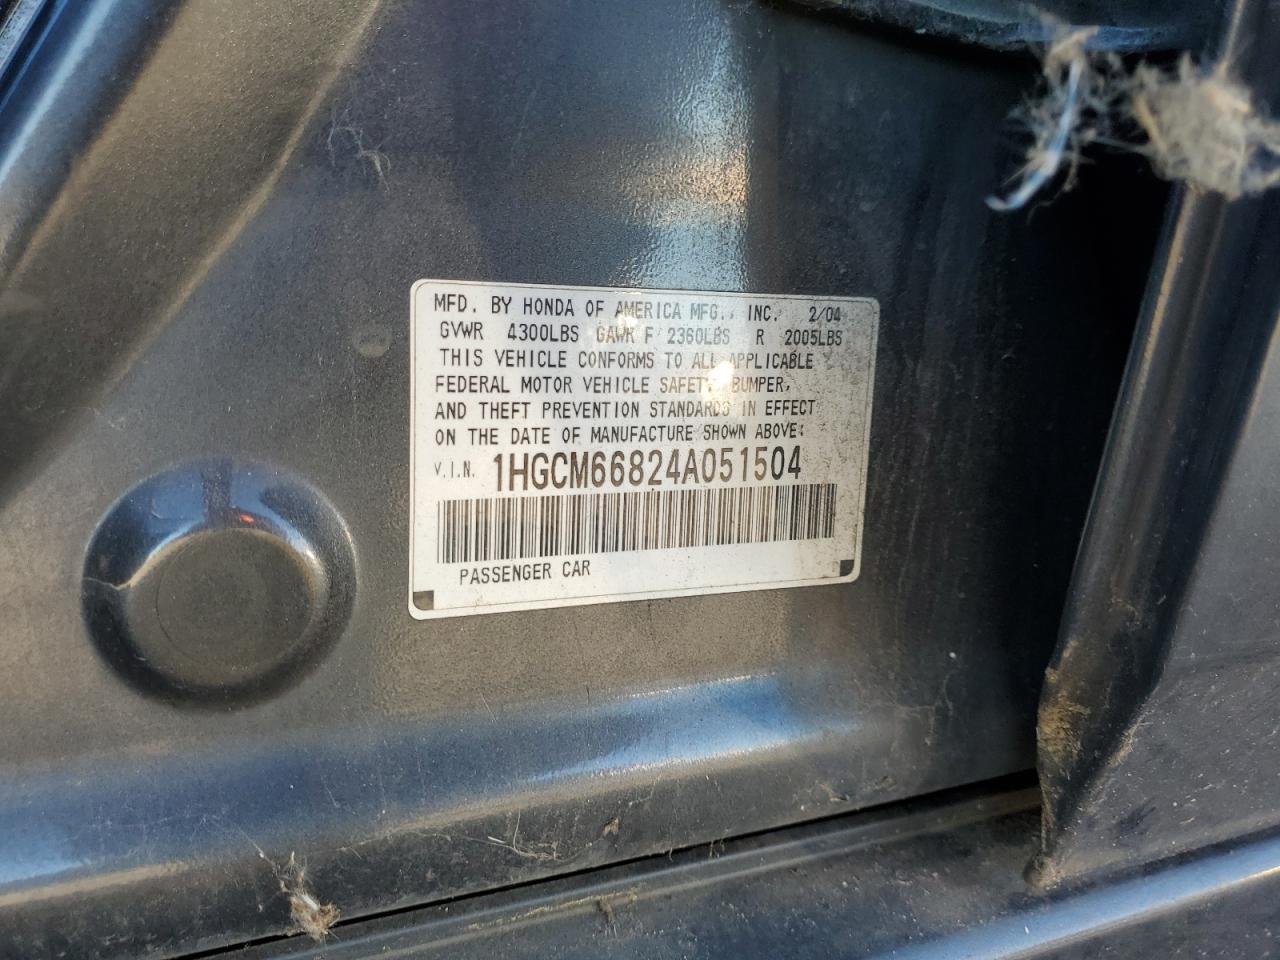 MFD. BY HONDA OF AMERICA MFG., INC. 2/04
GVWR 4300LBS GAWR F 2360LBS R 2005LBS
THIS VEHICLE CONFORMS TO ALL APPLICABLE
FEDERAL MOTOR VEHICLE SAFETY, BUMPER,
AND THEFT PREVENTION STANDARDS IN EFFECT
ON THE DATE OF MANUFACTURE SHOWN ABOVE:
V.I.N. 1HGCM66824A051504
PASSENGER CAR